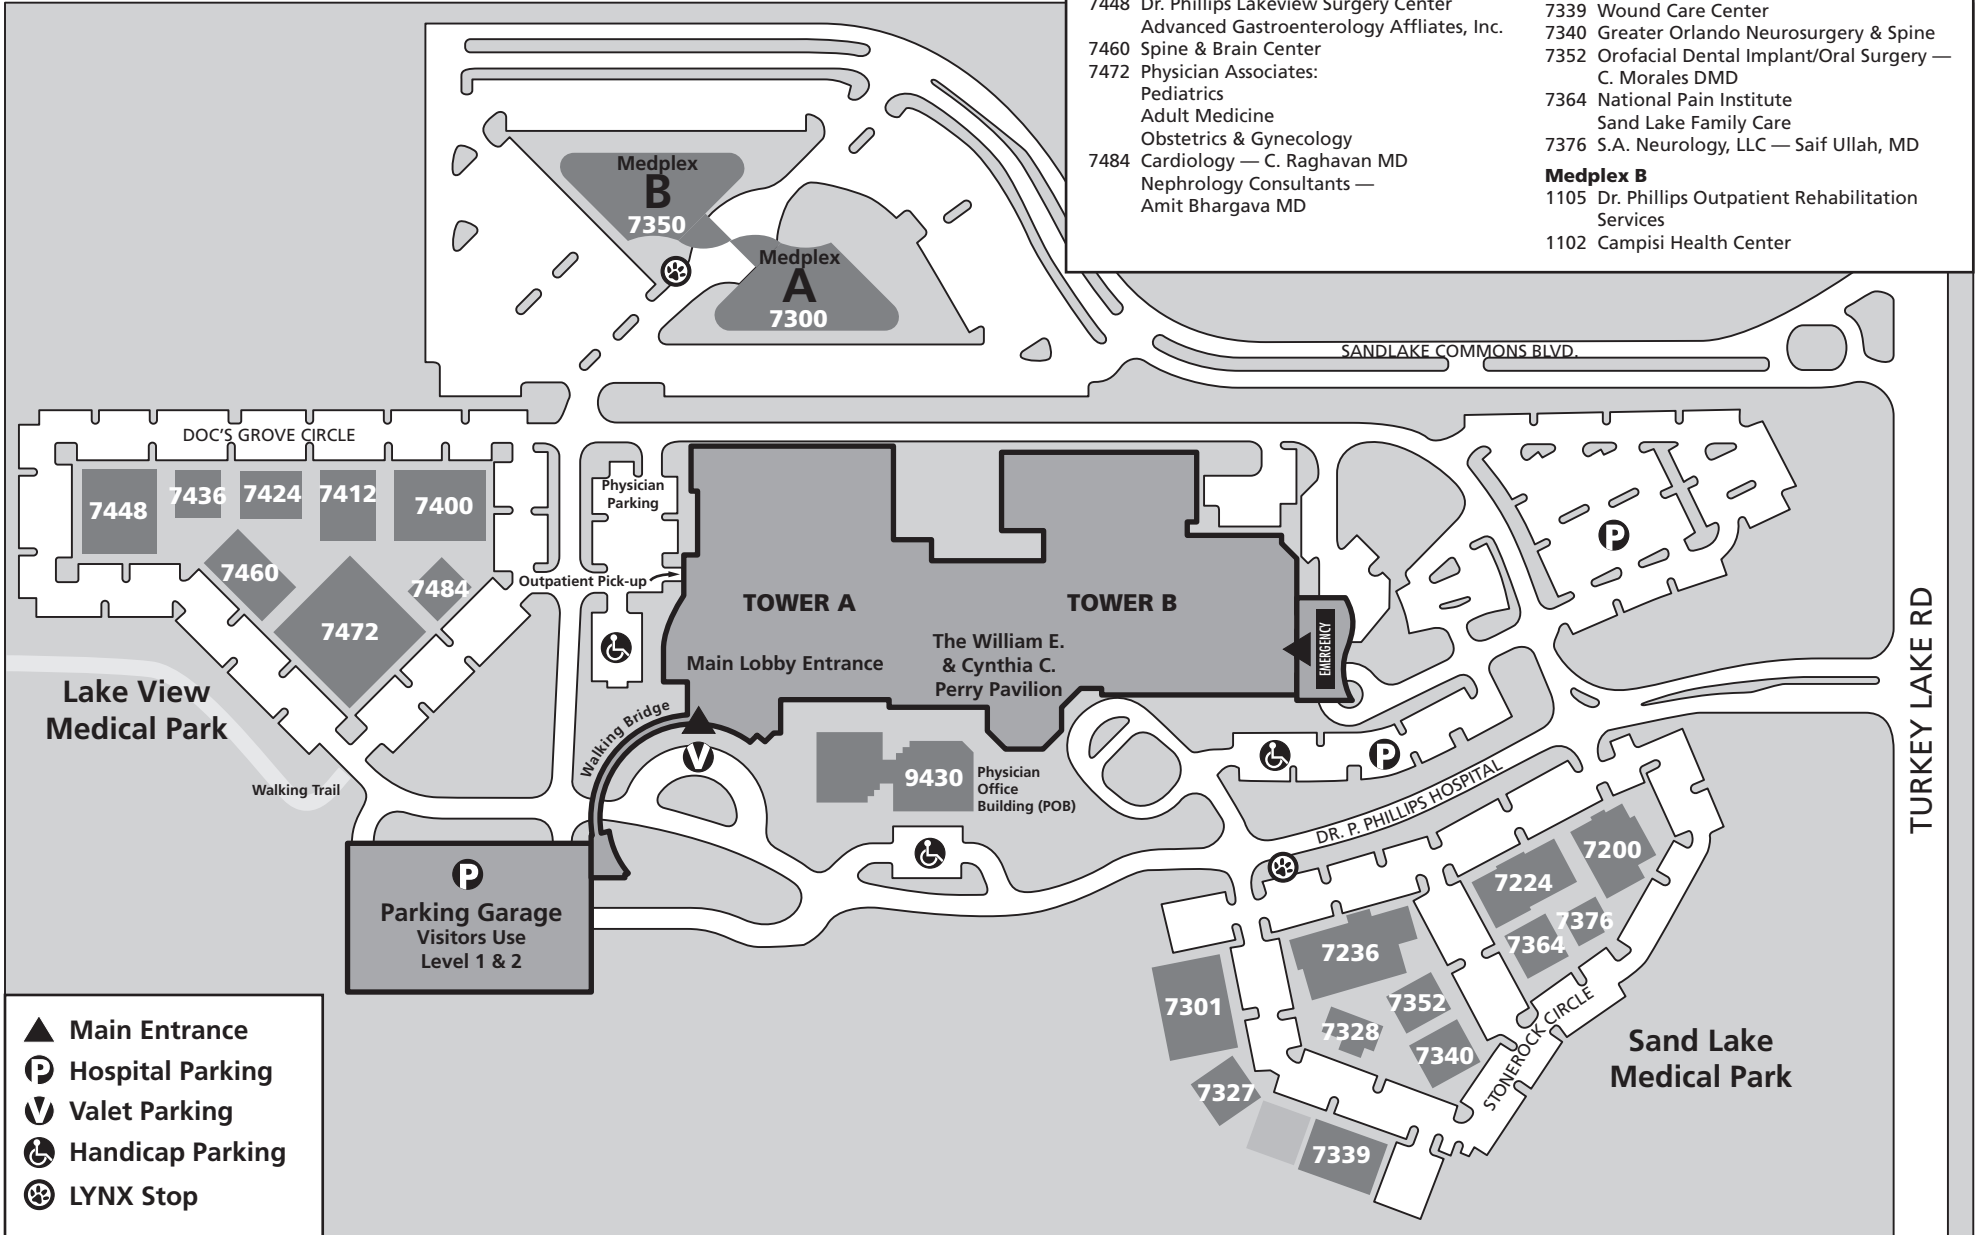 7448 Dr. Phillips Lakeview Surgery Center
Advanced Gastroenterology Affliates, Inc.
7460 Spine & Brain Center
7472 Physician Associates:
Pediatrics
Adult Medicine
Obstetrics & Gynecology
7484 Cardiology — C. Raghavan MD
Nephrology Consultants —
Amit Bhargava MD
7339 Wound Care Center
7340 Greater Orlando Neurosurgery & Spine
7352 Orofacial Dental Implant/Oral Surgery —
C. Morales DMD
7364 National Pain Institute
Sand Lake Family Care
7376 S.A. Neurology, LLC — Saif Ullah, MD
Medplex B
1105 Dr. Phillips Outpatient Rehabilitation
Services
1102 Campisi Health Center
Medplex
B
7350
Medplex
A
7300
SANDLAKE COMMONS BLVD.
DOC'S GROVE CIRCLE
7448
7436
7424
7412
7400
7460
7484
7472
Physician
Parking
Outpatient Pick-up
TOWER A
TOWER B
Main Lobby Entrance
The William E.
& Cynthia C.
Perry Pavilion
EMERGENCY
P
TURKEY LAKE RD
Lake View
Medical Park
Walking Trail
Walking Bridge
V
9430
Physician
Office
Building (POB)
P
DR. P. PHILLIPS HOSPITAL
P
Parking Garage
Visitors Use
Level 1 & 2
7200
7224
7376
7364
7236
7352
7328
7340
7301
7327
7339
STONEROCK CIRCLE
Sand Lake
Medical Park
Main Entrance
P Hospital Parking
V Valet Parking
Handicap Parking
LYNX Stop